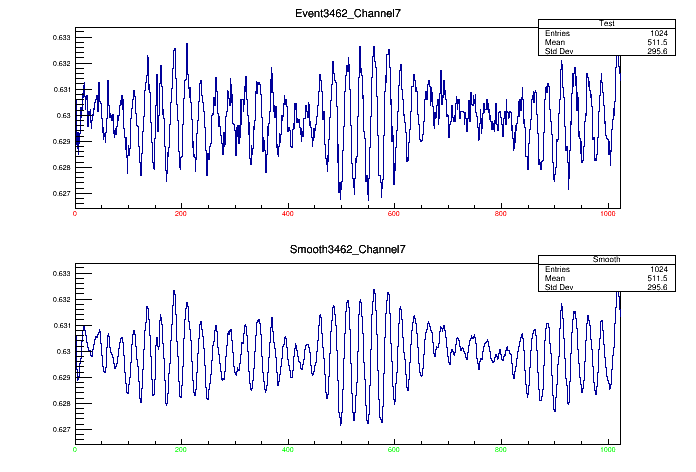 Event3462_Channel7
Test
Entries 1024
Mean 511.5
Std Dev 295.6
0.633
0.632
0.631
0.63
0.629
0.628
0.627
0 200 400 600 800 1000
Smooth3462_Channel7
Smooth
Entries 1024
Mean 511.5
Std Dev 295.6
0.633
0.632
0.631
0.63
0.629
0.628
0.627
0 200 400 600 800 1000